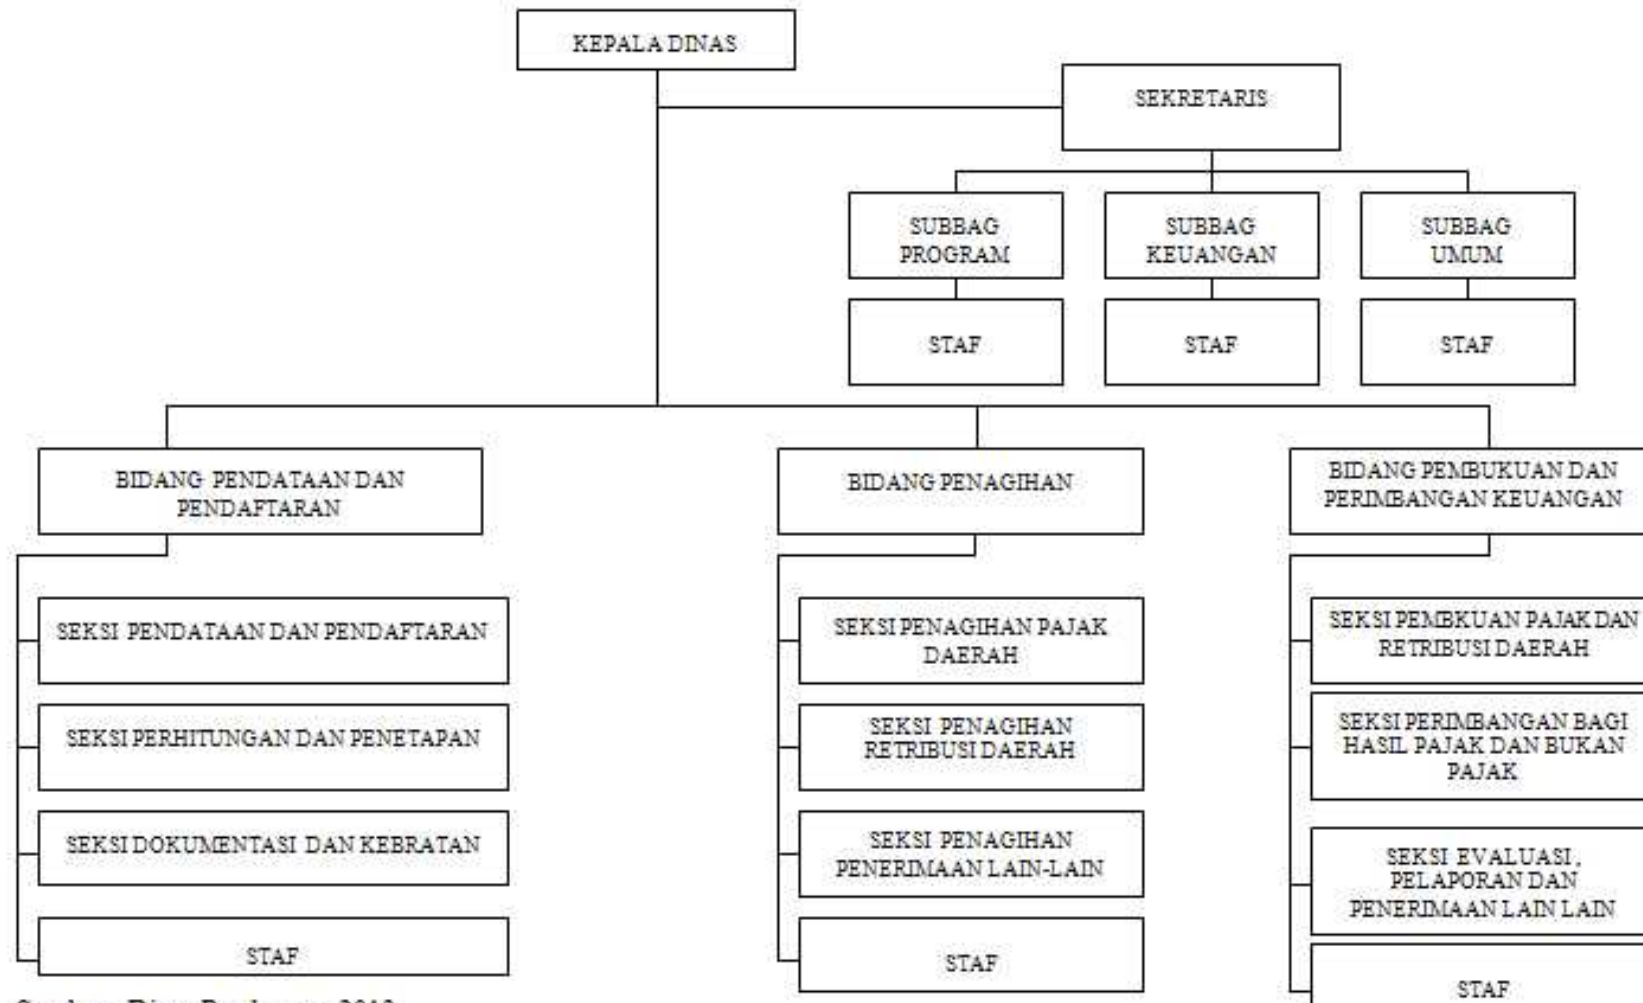 KEPALA DINAS
SEKRETARIS
SUBBAG
PROGRAM
SUBBAG
KEUANGAN
SUBBAG
UMUM
STAF
STAF
STAF
BIDANG PENDATAAN DAN
PENDAFTARAN
BIDANG PENAGIHAN
BIDANG PEMBUKUAN DAN
PERIMBANGAN KEUANGAN
SEKSI PENDATAAN DAN PENDAFTARAN
SEKSI PERHITUNGAN DAN PENETAPAN
SEKSI DOKUMENTASI DAN KEBRATAN
STAF
SEKSI PENAGIHAN PAJAK
DAERAH
SEKSI PENAGIHAN
RETRIBUSI DAERAH
SEKSI PENAGIHAN
PENERIMAAN LAIN-LAIN
STAF
SEKSI PEMBKUAN PAJAK DAN
RETRIBUSI DAERAH
SEKSI PERIMBANGAN BAGI
HASIL PAJAK DAN BUKAN
PAJAK
SEKSI EVALUASI,
PELAPORAN DAN
PENERIMAAN LAIN LAIN
STAF